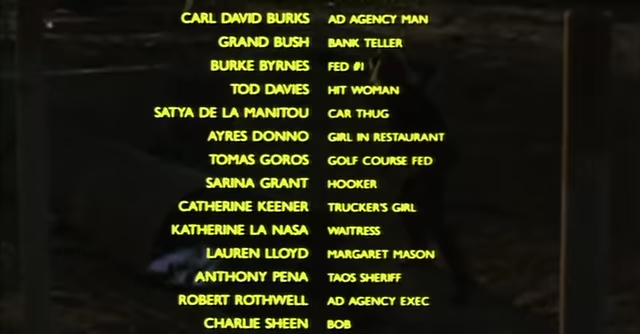 CARL DAVID BURKS AD AGENCY MAN
GRAND BUSH BANK TELLER
BURKE BYRNES FED #1
TOD DAVIES HIT WOMAN
SATYA DE LA MANITOU CAR THUG
AYRES DONNO GIRL IN RESTAURANT
TOMAS GOROS GOLF COURSE FED
SARINA GRANT HOOKER
CATHERINE KEENER TRUCKER'S GIRL
KATHERINE LA NASA WAITRESS
LAUREN LLOYD MARGARET MASON
ANTHONY PENA TAOS SHERIFF
ROBERT ROTHWELL AD AGENCY EXEC
CHARLIE SHEEN BOB